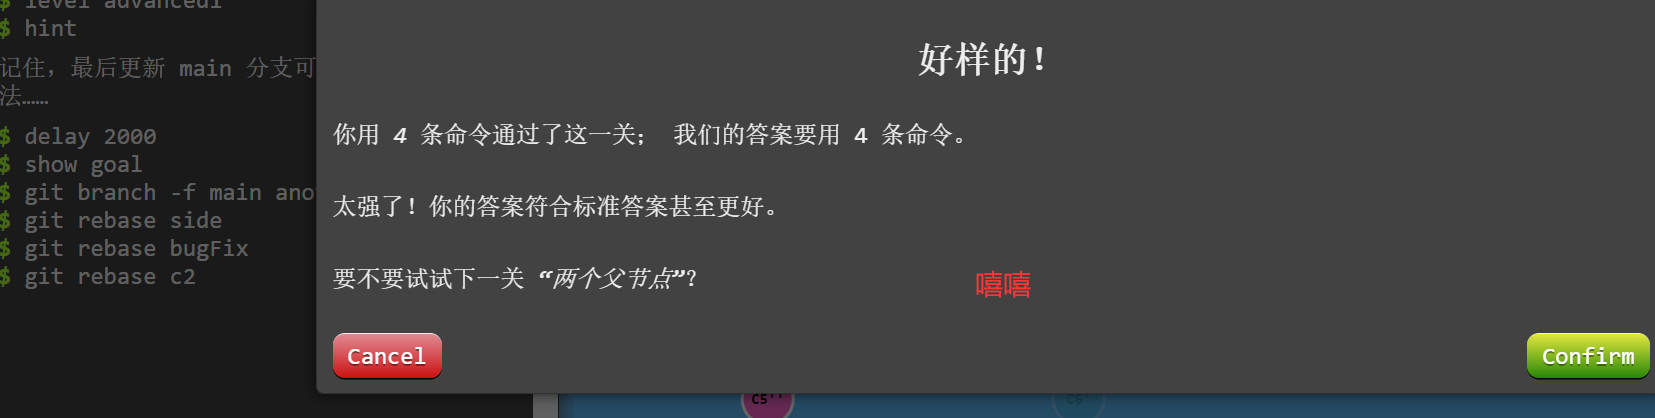 $ level advanced1
$ hint
记住，最后更新 main 分支可
法……
$ delay 2000
$ show goal
$ git branch -f main ano
$ git rebase side
$ git rebase bugFix
$ git rebase c2
好样的！
你用 4 条命令通过了这一关； 我们的答案要用 4 条命令。
太强了！你的答案符合标准答案甚至更好。
要不要试试下一关 “两个父节点”？
嘻嘻
Cancel
Confirm
C5''
C6'